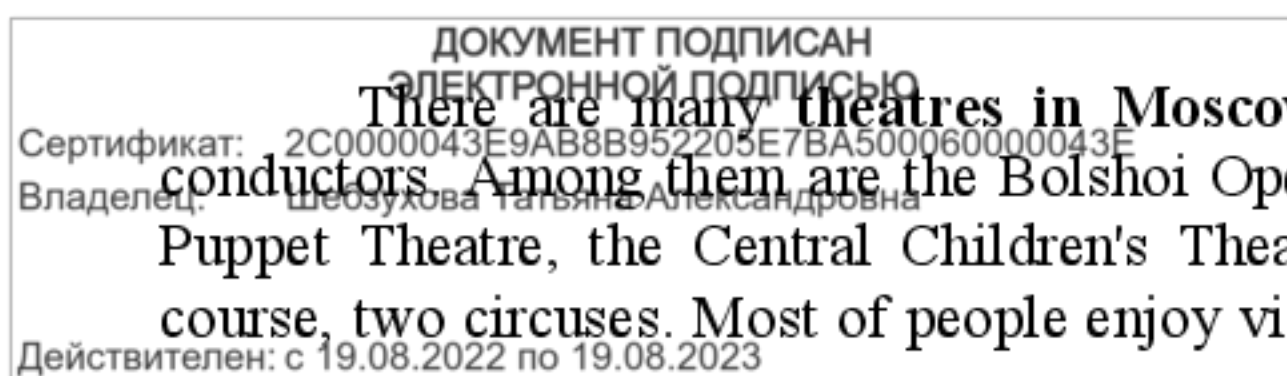 ДОКУМЕНТ ПОДПИСАН
ЭЛЕКТРОННОЙ ПОДПИСЬЮ
There are many theatres in Mosco
Сертификат: 2C0000043E9AB8B952205E7BA500060000043E
conductors. Among them are the Bolshoi Op
Владелец: Шебзухова Татьяна Александровна
Puppet Theatre, the Central Children's Thea
course, two circuses. Most of people enjoy vi
Действителен: с 19.08.2022 по 19.08.2023